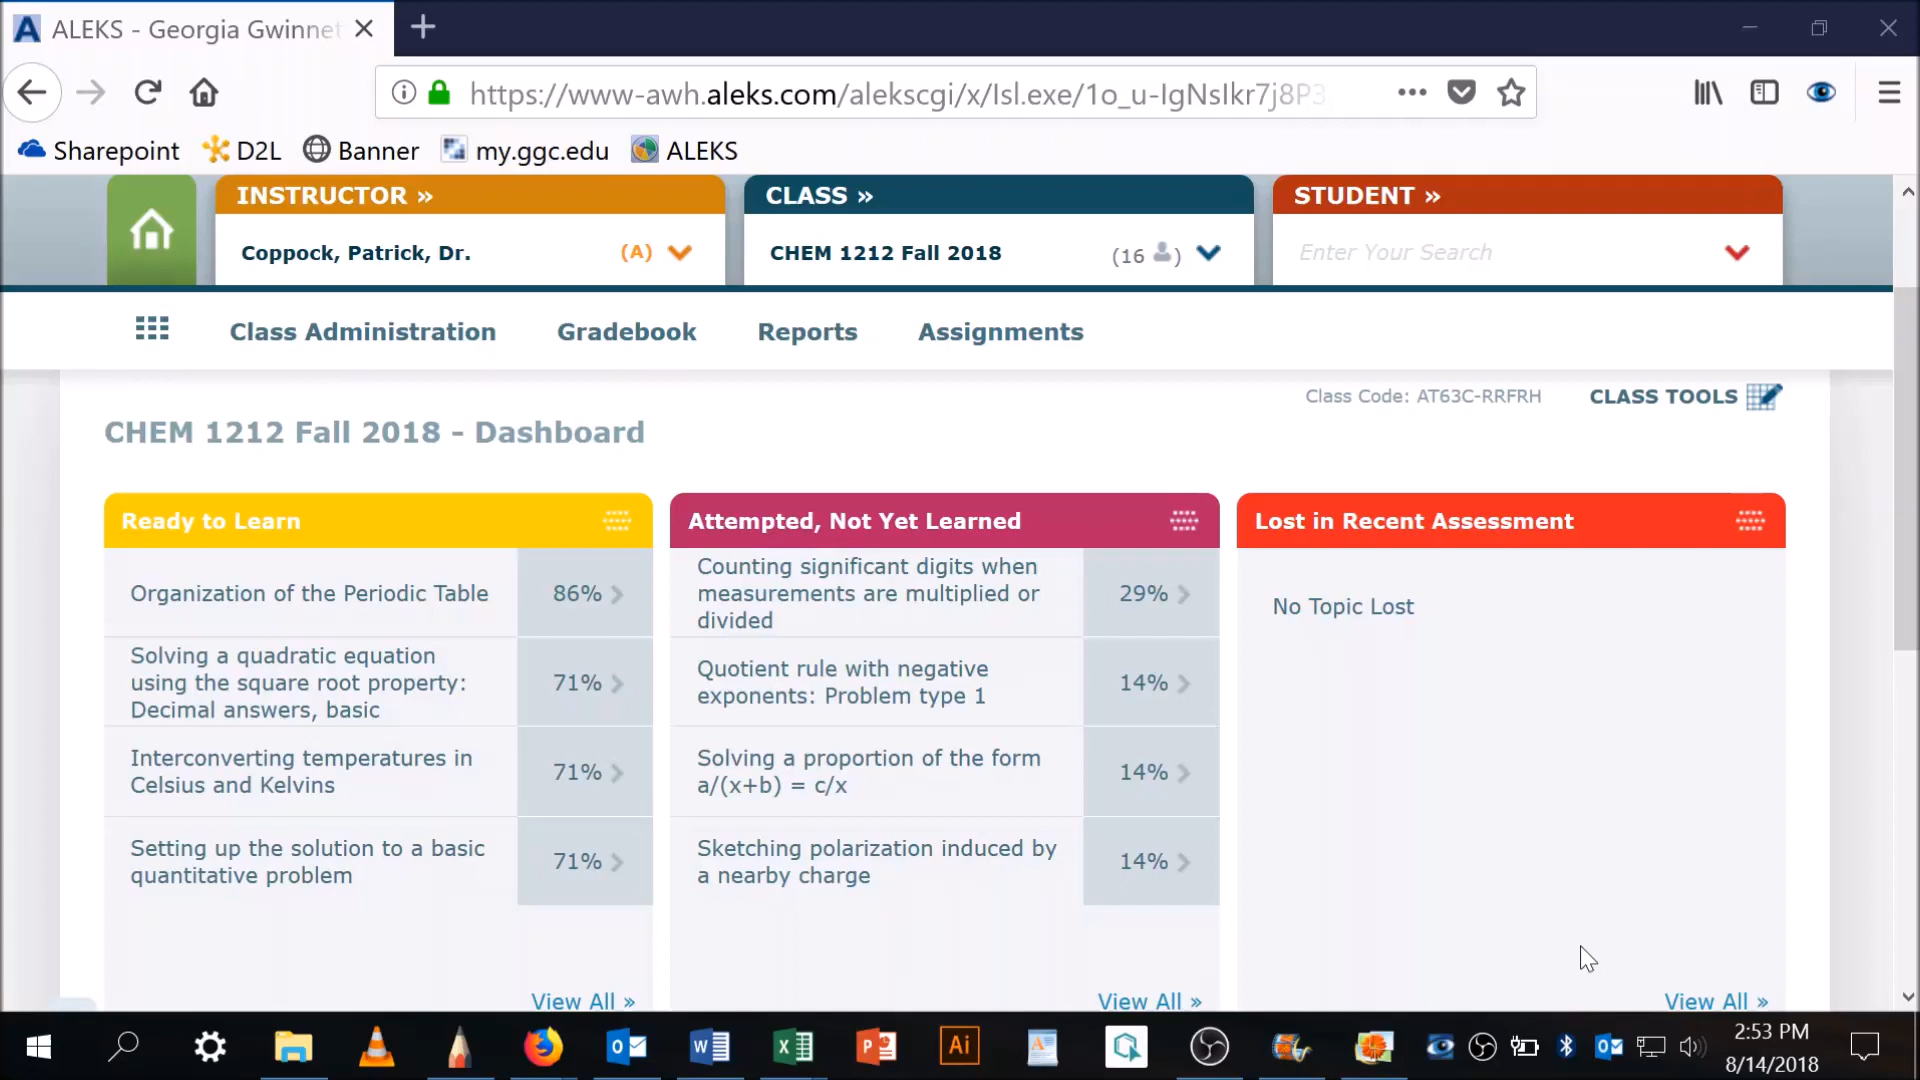 ALEKS - Georgia Gwinnet
https://www-awh.aleks.com/alekscgi/x/Isl.exe/1o_u-IgNsIkr7j8P3
Sharepoint D2L Banner my.ggc.edu ALEKS
INSTRUCTOR » CLASS » STUDENT »
Coppock, Patrick, Dr. (A) CHEM 1212 Fall 2018 (16 ) Enter Your Search
Class Administration Gradebook Reports Assignments
Class Code: AT63C-RRFRH CLASS TOOLS
CHEM 1212 Fall 2018 - Dashboard
Ready to Learn
Organization of the Periodic Table 86%
Solving a quadratic equation
using the square root property: 71%
Decimal answers, basic
Interconverting temperatures in
Celsius and Kelvins 71%
Setting up the solution to a basic
quantitative problem 71%
View All »
Attempted, Not Yet Learned
Counting significant digits when
measurements are multiplied or 29%
divided
Quotient rule with negative
exponents: Problem type 1 14%
Solving a proportion of the form
a/(x+b) = c/x 14%
Sketching polarization induced by
a nearby charge 14%
View All »
Lost in Recent Assessment
No Topic Lost
View All »
2:53 PM
8/14/2018